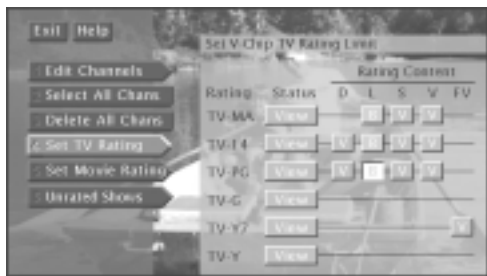 Exit Help
Set V-Chip TV Rating Limit
Edit Channels
Select All Chans
Delete All Chans
Set TV Rating
Set Movie Rating
Unrated Shows
Rating Content
Rating Status D L S V FV
TV-MA View B V V
TV-14 View V B V V
TV-PG View V B V V
TV-G View
TV-Y7 View V
TV-Y View